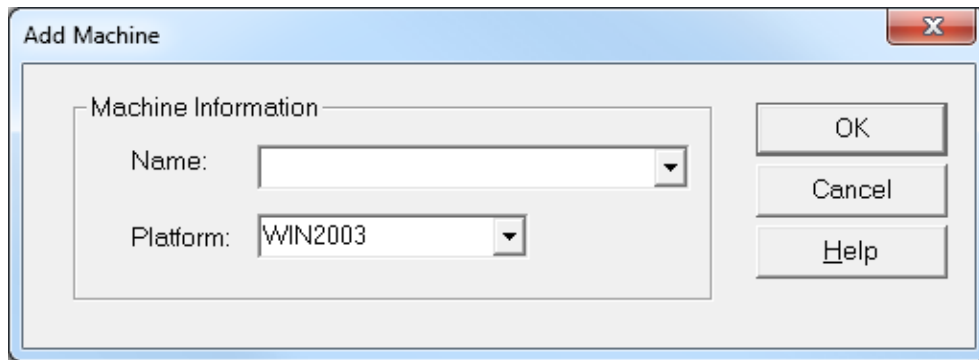 Add Machine
Machine Information
Name:
Platform: WIN2003
OK
Cancel
Help